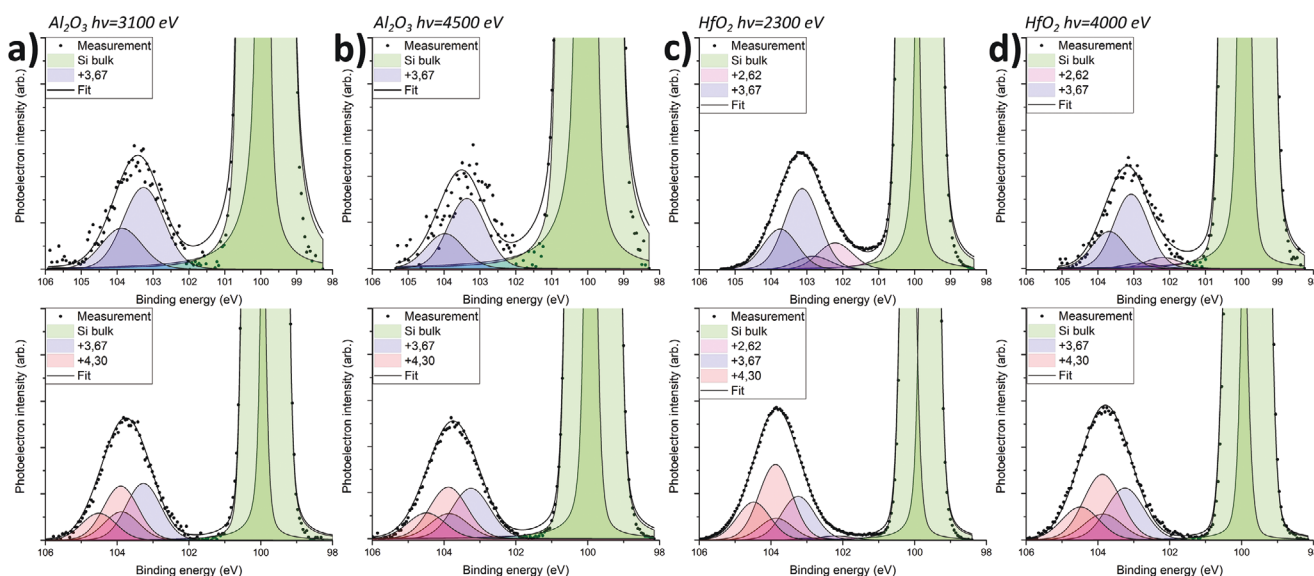 Al₂O₃ hν=3100 eV
a)
Photoelectron intensity (arb.)
Measurement
Si bulk
+3,67
Fit
106 105 104 103 102 101 100 99 98
Binding energy (eV)
Al₂O₃ hν=4500 eV
b)
Photoelectron intensity (arb.)
Measurement
Si bulk
+3,67
Fit
106 105 104 103 102 101 100 99 98
Binding energy (eV)
HfO₂ hν=2300 eV
c)
Photoelectron intensity (arb.)
Measurement
Si bulk
+2,62
+3,67
Fit
106 105 104 103 102 101 100 99 98
Binding energy (eV)
HfO₂ hν=4000 eV
d)
Photoelectron intensity (arb.)
Measurement
Si bulk
+2,62
+3,67
Fit
106 105 104 103 102 101 100 99 98
Binding energy (eV)
Photoelectron intensity (arb.)
Measurement
Si bulk
+3,67
+4,30
Fit
106 104 102 100 98
Binding energy (eV)
Photoelectron intensity (arb.)
Measurement
Si bulk
+3,67
+4,30
Fit
106 104 102 100 98
Binding energy (eV)
Photoelectron intensity (arb.)
Measurement
Si bulk
+2,62
+3,67
+4,30
Fit
106 104 102 100 98
Binding energy (eV)
Photoelectron intensity (arb.)
Measurement
Si bulk
+3,67
+4,30
Fit
106 104 102 100 98
Binding energy (eV)